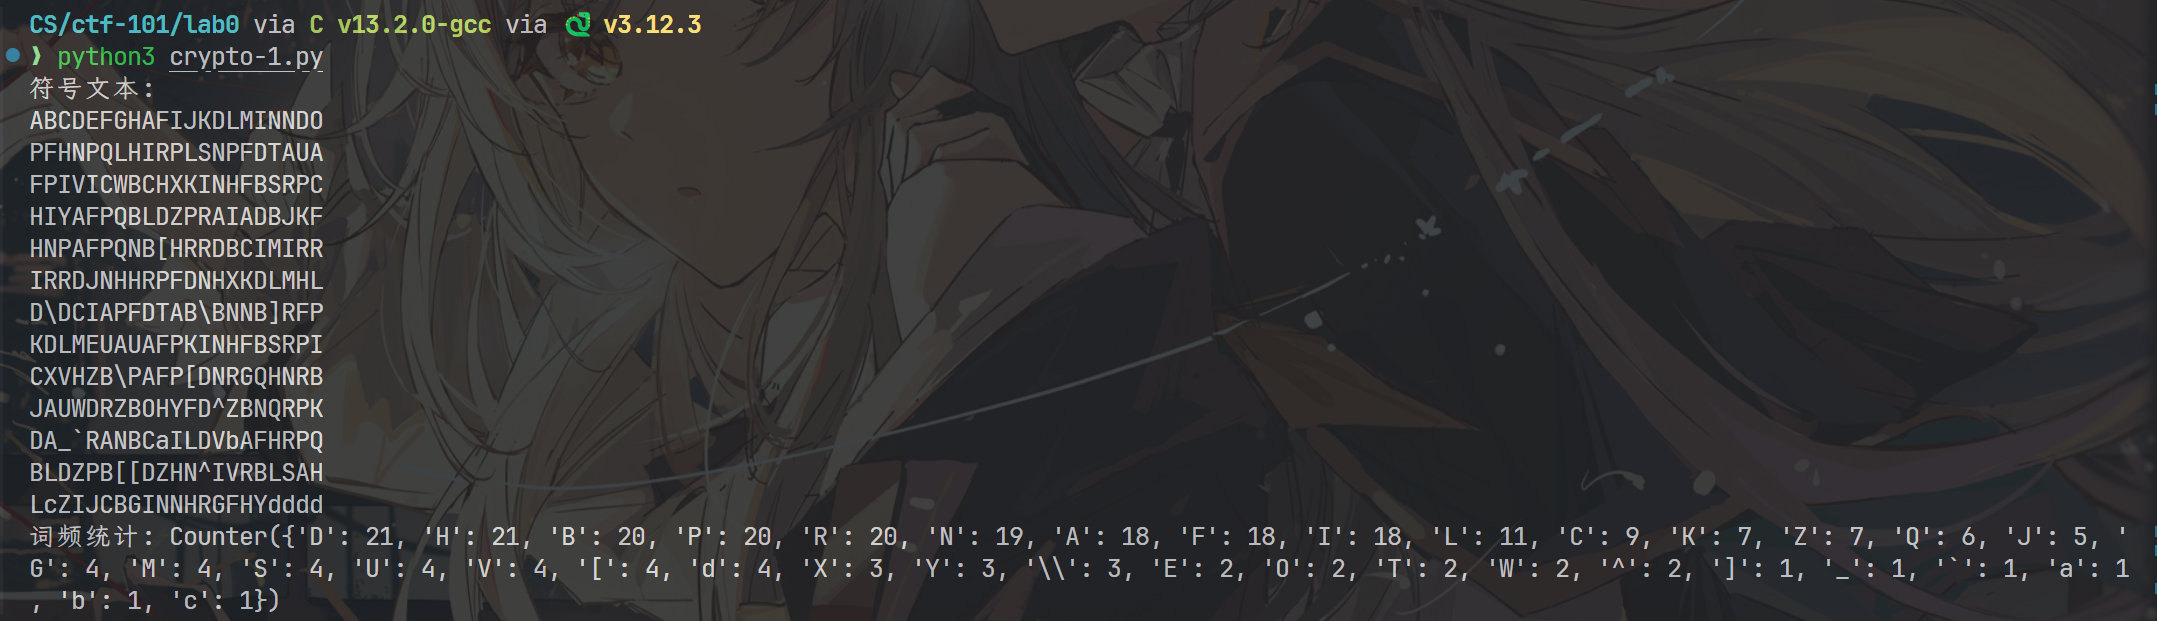 CS/ctf-101/lab0 via C v13.2.0-gcc via v3.12.3
❯ python3 crypto-1.py
符号文本:
ABCDEFGHAFIJKDLMINNDO
PFHNPQLHIRPLSNPFDTAUA
FPIVICWBCHXKINHFBSRPC
HIYAFPQBLDZPRAIADBJKF
HNPAFPQNB[HRRDBCIMIRR
IRRDJNHHRPFDNHXKDLMHL
D\DCIAPFDTAB\BNNB]RFP
KDLMEUAUAFPKINHFBSRPI
CXVHZB\PAFP[DNRGQHNRB
JAUWDRZBOHYFD^ZBNQRPK
DA_`RANBCaILDVbAFHRPQ
BLDZPB[[DZHN^IVRBLSAH
LcZIJCBGINNHRGFHYdddd
词频统计: Counter({'D': 21, 'H': 21, 'B': 20, 'P': 20, 'R': 20, 'N': 19, 'A': 18, 'F': 18, 'I': 18, 'L': 11, 'C': 9, 'K': 7, 'Z': 7, 'Q': 6, 'J': 5, '
G': 4, 'M': 4, 'S': 4, 'U': 4, 'V': 4, '[': 4, 'd': 4, 'X': 3, 'Y': 3, '\\': 3, 'E': 2, 'O': 2, 'T': 2, 'W': 2, '^': 2, ']': 1, '_': 1, '`': 1, 'a': 1
, 'b': 1, 'c': 1})